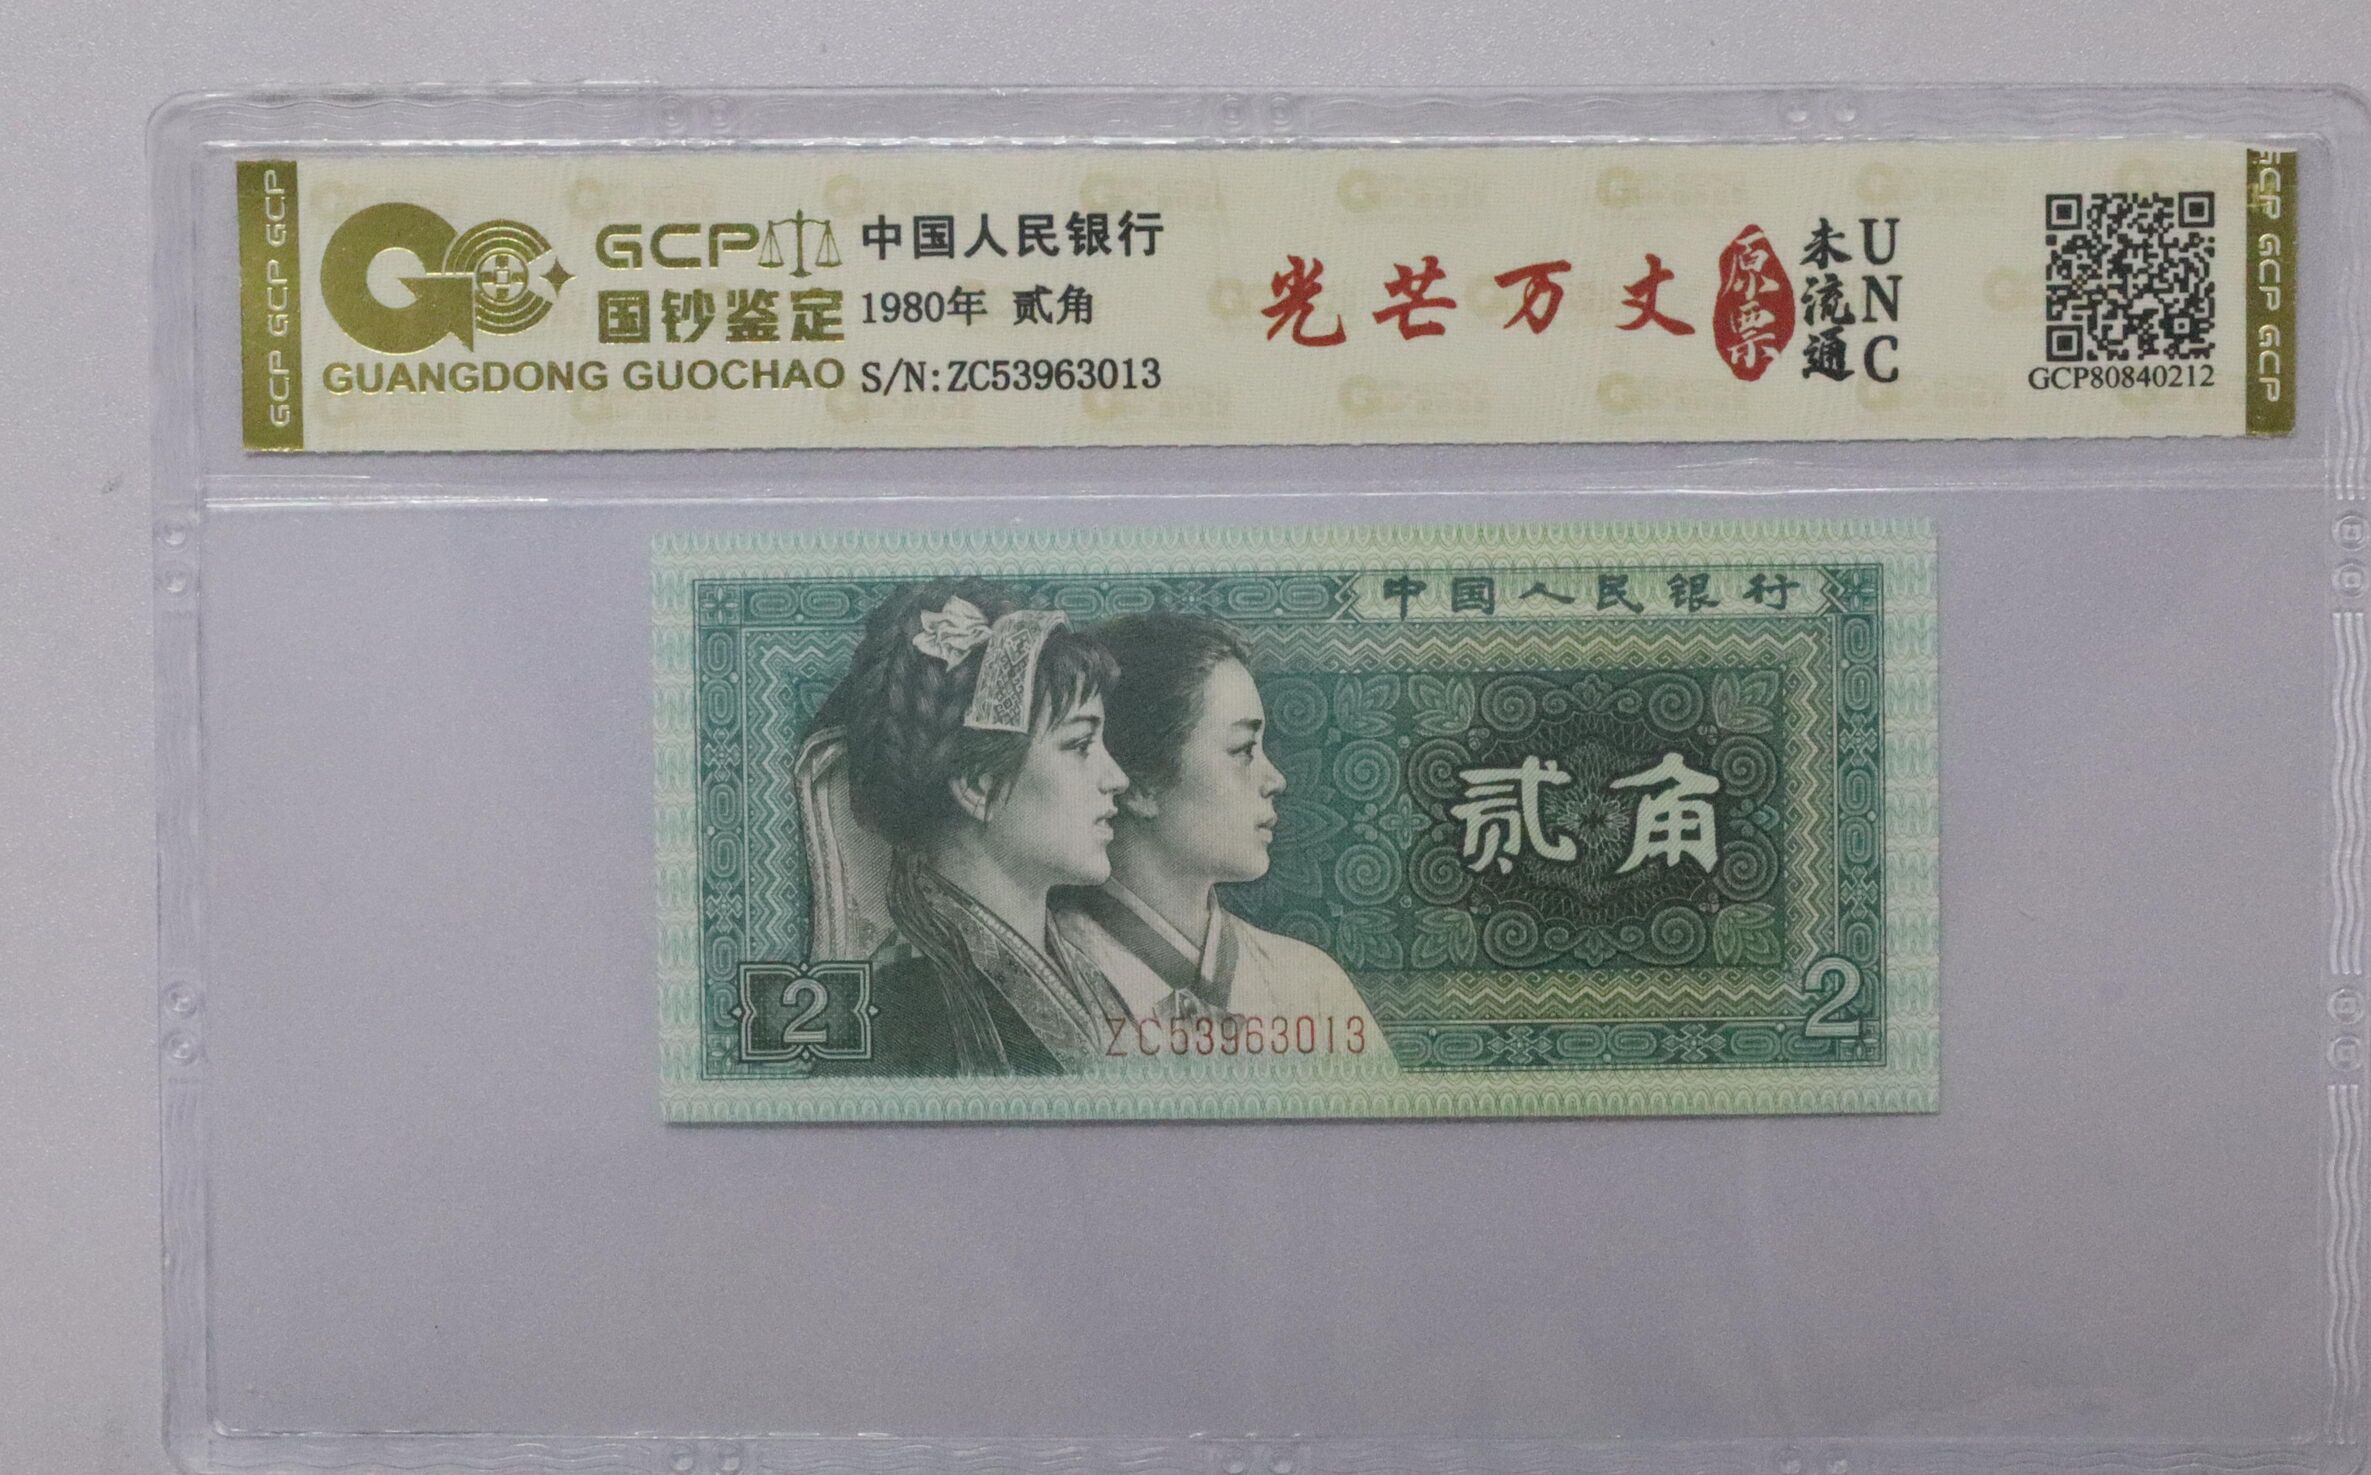 GCP GCP GCP
GCP
国钞鉴定
GUANGDONG GUOCHAO
中国人民银行
1980年 贰角
S/N:ZC53963013
光芒万丈
原票
未流通
UNC
GCP80840212
GCP GCP GCP GCP
中国人民银行
贰角
2
2
ZC53963013